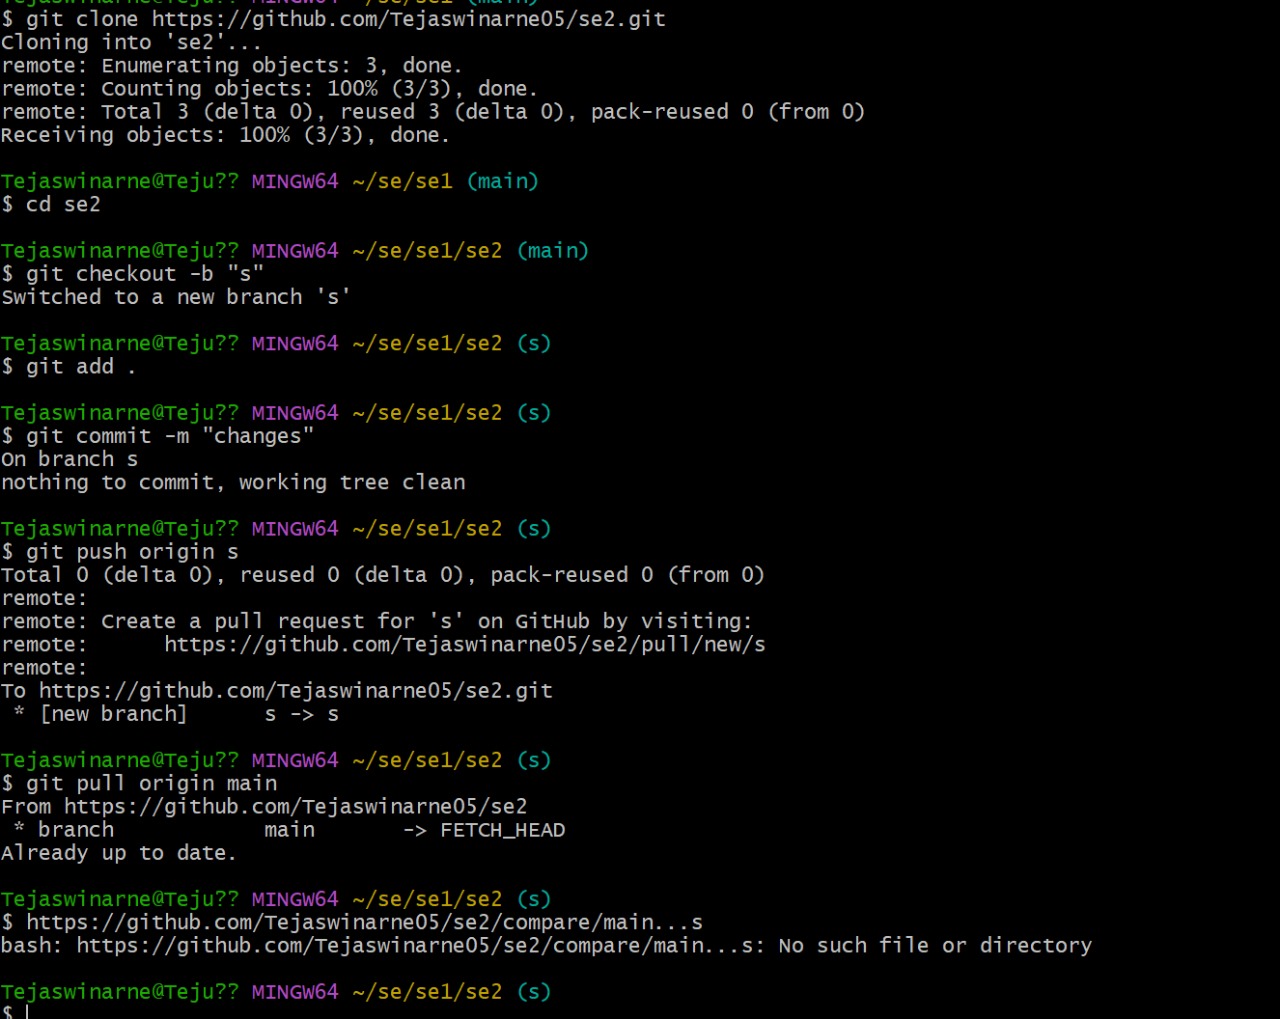 Tejaswinarne@Teju?? MINGW64 ~/se/se1 (main)
$ git clone https://github.com/Tejaswinarne05/se2.git
Cloning into 'se2'...
remote: Enumerating objects: 3, done.
remote: Counting objects: 100% (3/3), done.
remote: Total 3 (delta 0), reused 3 (delta 0), pack-reused 0 (from 0)
Receiving objects: 100% (3/3), done.
Tejaswinarne@Teju?? MINGW64 ~/se/se1 (main)
$ cd se2
Tejaswinarne@Teju?? MINGW64 ~/se/se1/se2 (main)
$ git checkout -b "s"
Switched to a new branch 's'
Tejaswinarne@Teju?? MINGW64 ~/se/se1/se2 (s)
$ git add .
Tejaswinarne@Teju?? MINGW64 ~/se/se1/se2 (s)
$ git commit -m "changes"
On branch s
nothing to commit, working tree clean
Tejaswinarne@Teju?? MINGW64 ~/se/se1/se2 (s)
$ git push origin s
Total 0 (delta 0), reused 0 (delta 0), pack-reused 0 (from 0)
remote:
remote: Create a pull request for 's' on GitHub by visiting:
remote:      https://github.com/Tejaswinarne05/se2/pull/new/s
remote:
To https://github.com/Tejaswinarne05/se2.git
 * [new branch]      s -> s
Tejaswinarne@Teju?? MINGW64 ~/se/se1/se2 (s)
$ git pull origin main
From https://github.com/Tejaswinarne05/se2
 * branch            main       -> FETCH_HEAD
Already up to date.
Tejaswinarne@Teju?? MINGW64 ~/se/se1/se2 (s)
$ https://github.com/Tejaswinarne05/se2/compare/main...s
bash: https://github.com/Tejaswinarne05/se2/compare/main...s: No such file or directory
Tejaswinarne@Teju?? MINGW64 ~/se/se1/se2 (s)
$